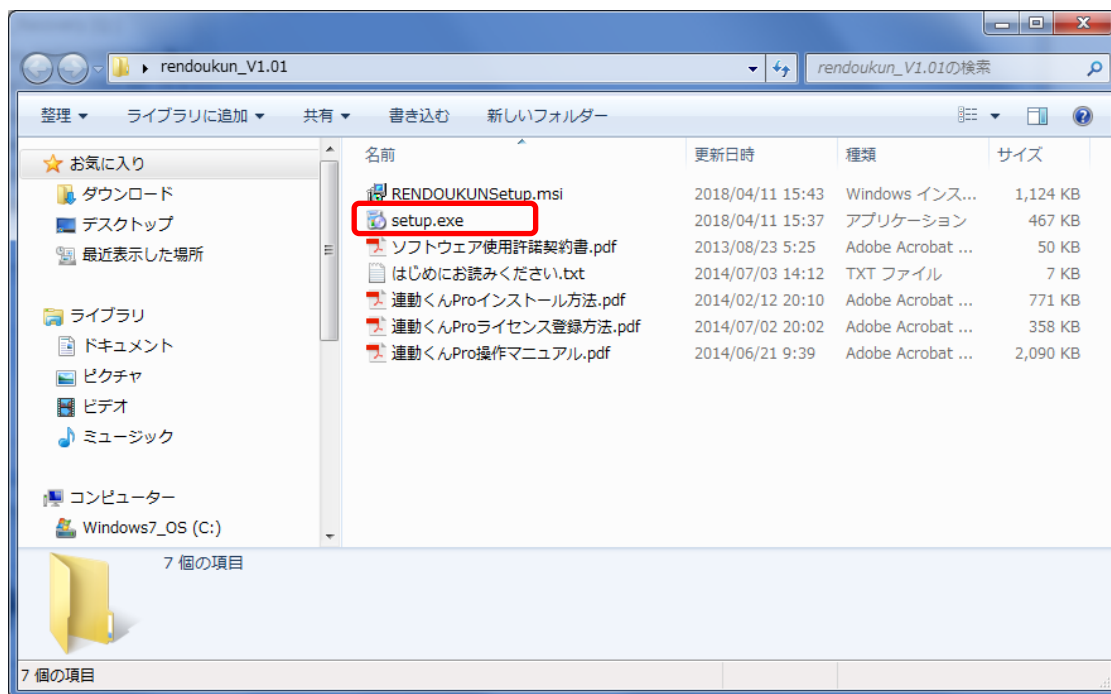 rendoukun_V1.01
rendoukun_V1.01の検索
整理 ライブラリに追加 共有 書き込む 新しいフォルダー
お気に入り
ダウンロード
デスクトップ
最近表示した場所
ライブラリ
ドキュメント
ピクチャ
ビデオ
ミュージック
コンピューター
Windows7_OS (C:)
名前 更新日時 種類 サイズ
RENDOUKUNSetup.msi 2018/04/11 15:43 Windows インス... 1,124 KB
setup.exe 2018/04/11 15:37 アプリケーション 467 KB
ソフトウェア使用許諾契約書.pdf 2013/08/23 5:25 Adobe Acrobat ... 50 KB
はじめにお読みください.txt 2014/07/03 14:12 TXT ファイル 7 KB
連動くんProインストール方法.pdf 2014/02/12 20:10 Adobe Acrobat ... 771 KB
連動くんProライセンス登録方法.pdf 2014/07/02 20:02 Adobe Acrobat ... 358 KB
連動くんPro操作マニュアル.pdf 2014/06/21 9:39 Adobe Acrobat ... 2,090 KB
7 個の項目
7 個の項目